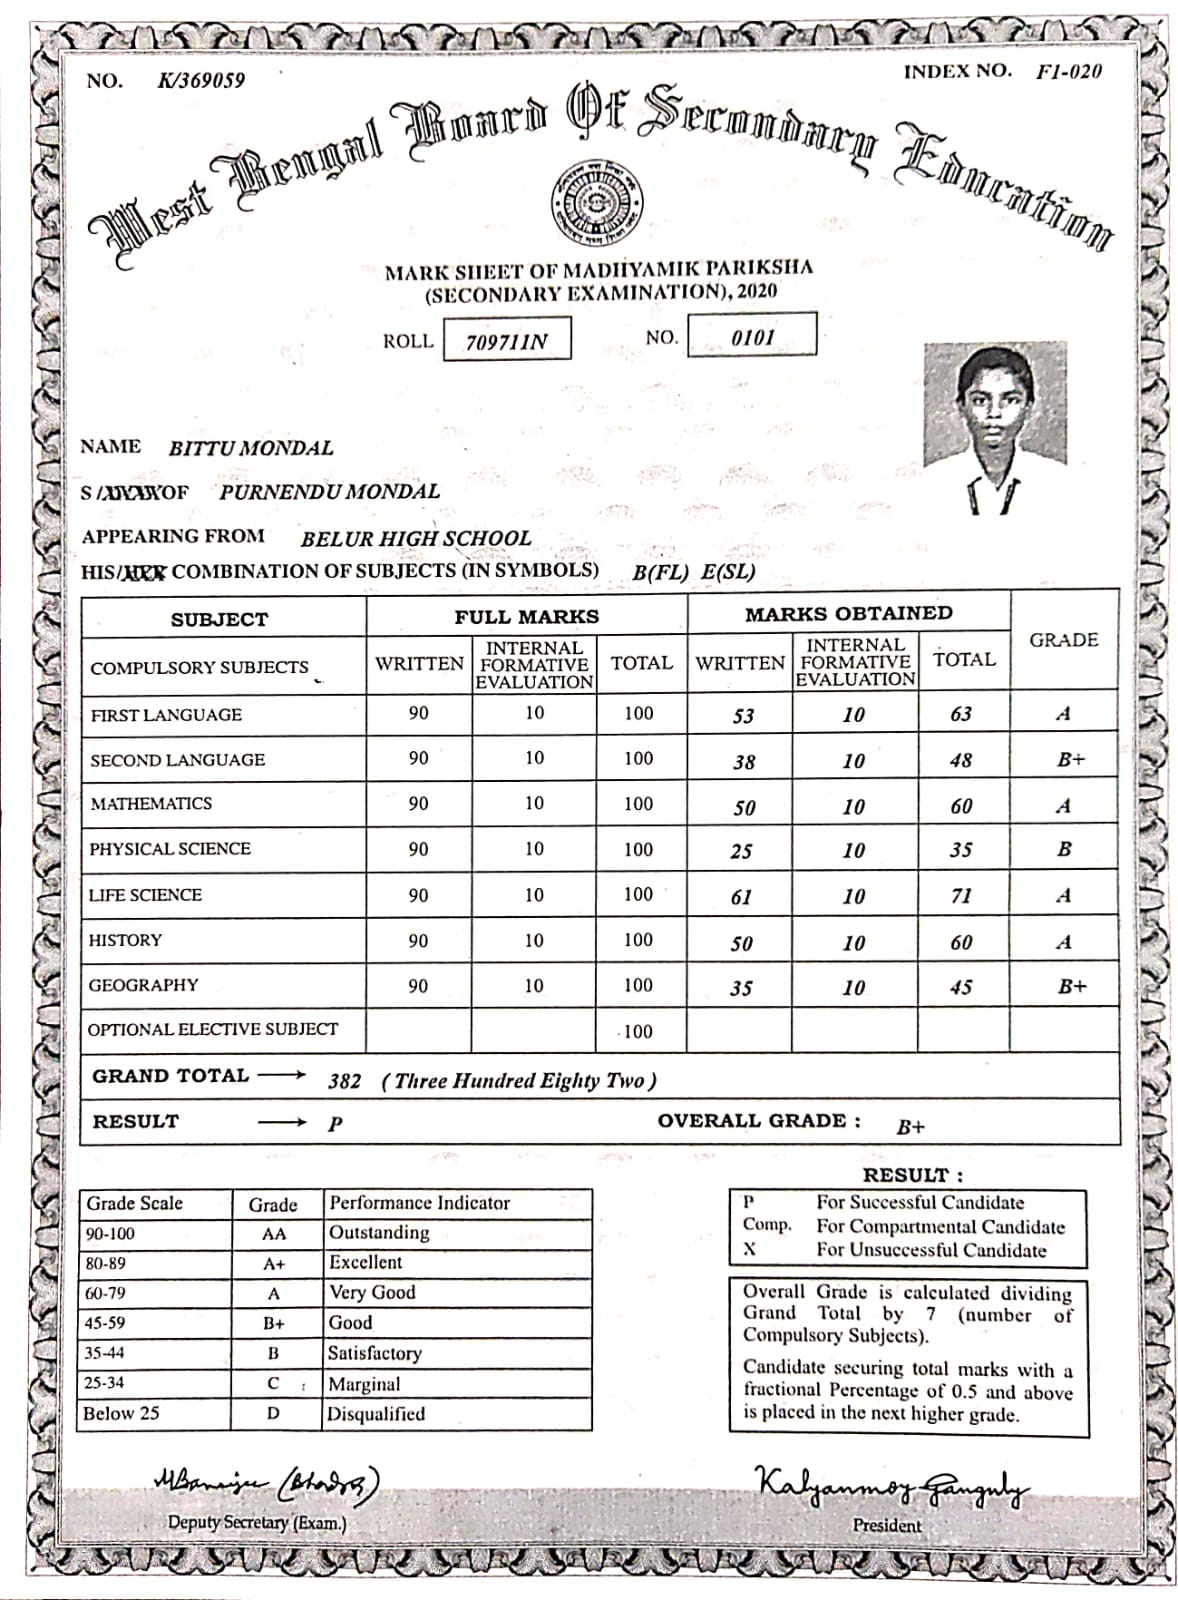 NO. K/369059 INDEX NO. F1-020
West Bengal Board Of Secondary Education
MARK SHEET OF MADHYAMIK PARIKSHA
(SECONDARY EXAMINATION), 2020
ROLL 709711N NO. 0101
NAME BITTU MONDAL
S / OF PURNENDU MONDAL
APPEARING FROM BELUR HIGH SCHOOL
HIS/HER COMBINATION OF SUBJECTS (IN SYMBOLS) B(FL) E(SL)
SUBJECT FULL MARKS MARKS OBTAINED GRADE
COMPULSORY SUBJECTS WRITTEN INTERNAL FORMATIVE EVALUATION TOTAL WRITTEN INTERNAL FORMATIVE EVALUATION TOTAL
FIRST LANGUAGE 90 10 100 53 10 63 A
SECOND LANGUAGE 90 10 100 38 10 48 B+
MATHEMATICS 90 10 100 50 10 60 A
PHYSICAL SCIENCE 90 10 100 25 10 35 B
LIFE SCIENCE 90 10 100 61 10 71 A
HISTORY 90 10 100 50 10 60 A
GEOGRAPHY 90 10 100 35 10 45 B+
OPTIONAL ELECTIVE SUBJECT 100
GRAND TOTAL → 382 ( Three Hundred Eighty Two )
RESULT → P OVERALL GRADE : B+
Grade Scale Grade Performance Indicator
90-100 AA Outstanding
80-89 A+ Excellent
60-79 A Very Good
45-59 B+ Good
35-44 B Satisfactory
25-34 C Marginal
Below 25 D Disqualified
RESULT :
P For Successful Candidate
Comp. For Compartmental Candidate
X For Unsuccessful Candidate
Overall Grade is calculated dividing
Grand Total by 7 (number of
Compulsory Subjects).
Candidate securing total marks with a
fractional Percentage of 0.5 and above
is placed in the next higher grade.
MBanerjee (Bhadra)
Deputy Secretary (Exam.)
Kalyanmoy Ganguly
President